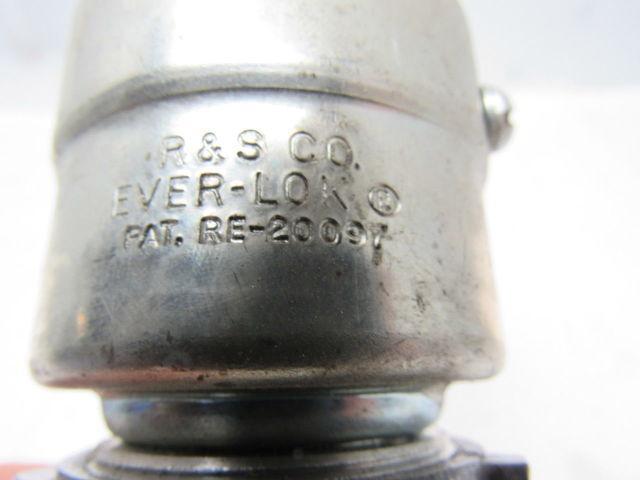 R&S CO.
EVER-LOK ®
PAT. RE-20097